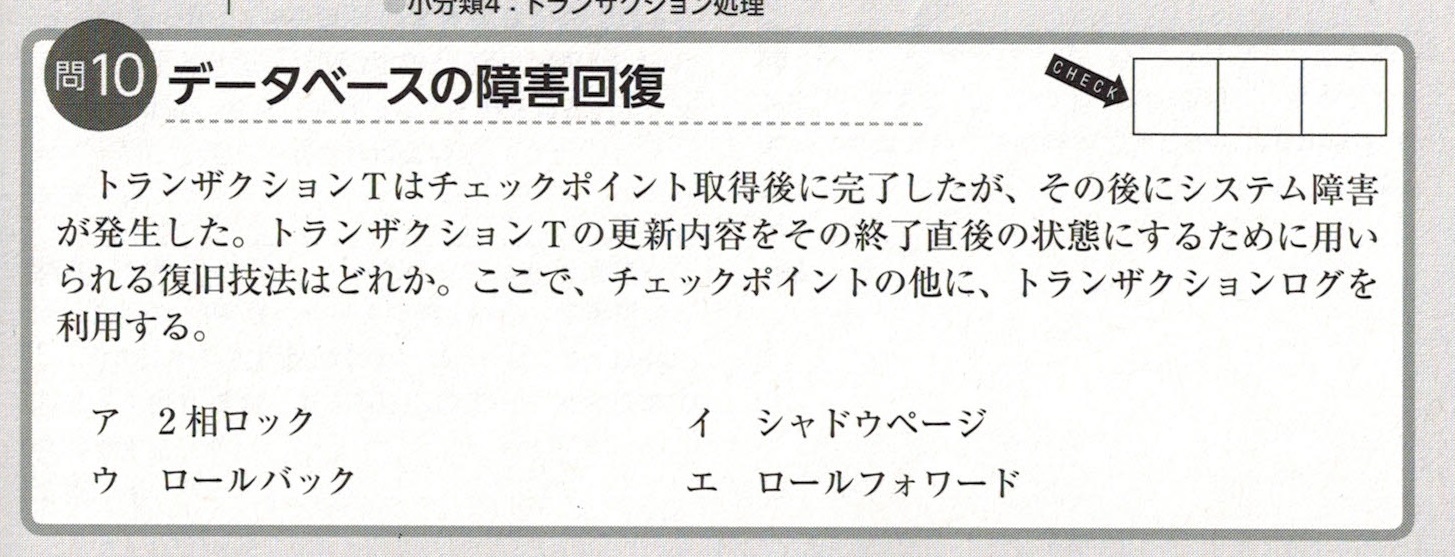 小分類4：トランザクション処理
問10 データベースの障害回復
CHECK
トランザクションTはチェックポイント取得後に完了したが、その後にシステム障害
が発生した。トランザクションTの更新内容をその終了直後の状態にするために用い
られる復旧技法はどれか。ここで、チェックポイントの他に、トランザクションログを
利用する。
ア 2相ロック
イ シャドウページ
ウ ロールバック
エ ロールフォワード